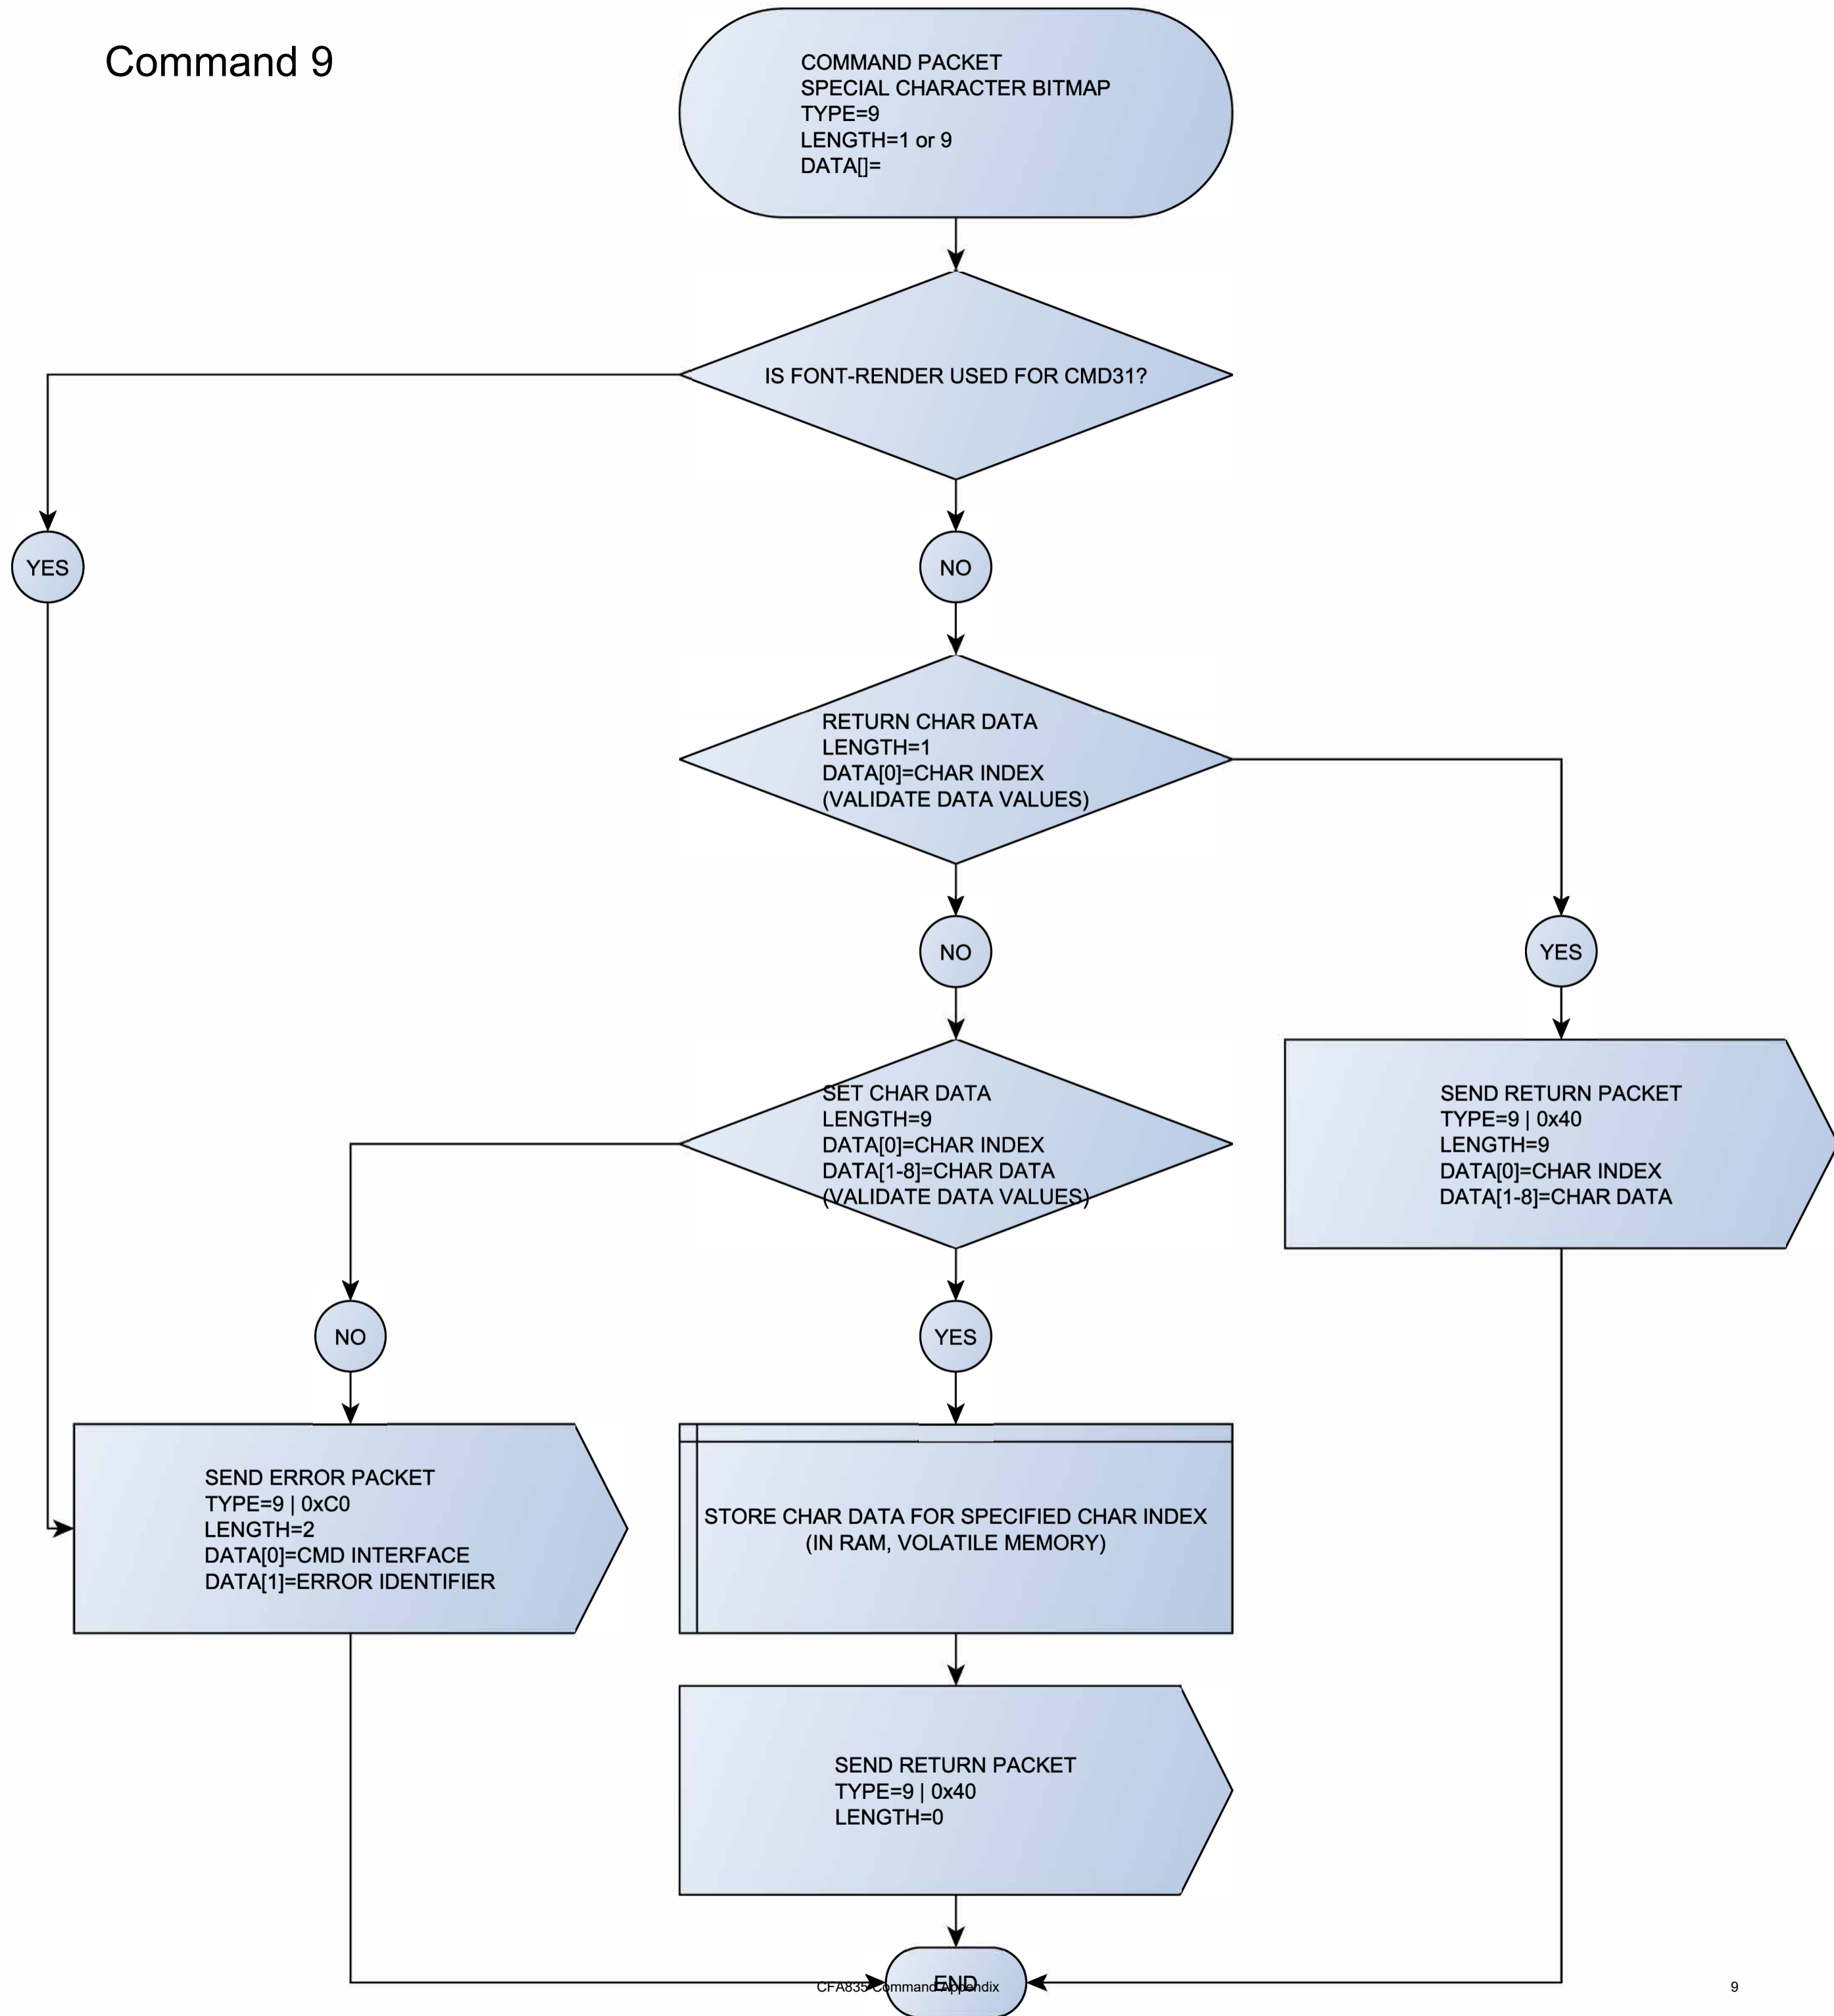 Command 9
COMMAND PACKET
SPECIAL CHARACTER BITMAP
TYPE=9
LENGTH=1 or 9
DATA[]=
IS FONT-RENDER USED FOR CMD31?
YES
NO
RETURN CHAR DATA
LENGTH=1
DATA[0]=CHAR INDEX
(VALIDATE DATA VALUES)
NO
YES
SET CHAR DATA
LENGTH=9
DATA[0]=CHAR INDEX
DATA[1-8]=CHAR DATA
(VALIDATE DATA VALUES)
SEND RETURN PACKET
TYPE=9 | 0x40
LENGTH=9
DATA[0]=CHAR INDEX
DATA[1-8]=CHAR DATA
NO
YES
SEND ERROR PACKET
TYPE=9 | 0xC0
LENGTH=2
DATA[0]=CMD INTERFACE
DATA[1]=ERROR IDENTIFIER
STORE CHAR DATA FOR SPECIFIED CHAR INDEX
(IN RAM, VOLATILE MEMORY)
SEND RETURN PACKET
TYPE=9 | 0x40
LENGTH=0
END
CFA835 Command Appendix
9